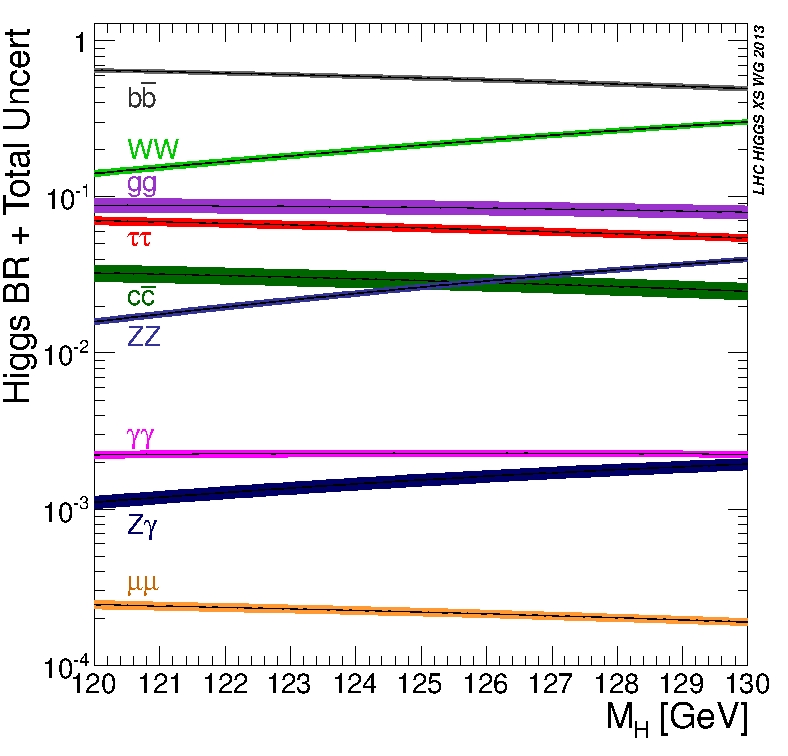 Higgs BR + Total Uncert
LHC HIGGS XS WG 2013
1
10⁻¹
10⁻²
10⁻³
10⁻⁴
bb̅
WW
gg
ττ
cc̅
ZZ
γγ
Zγ
μμ
120 121 122 123 124 125 126 127 128 129 130
M_H [GeV]